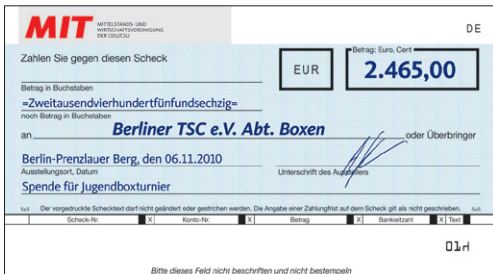 MIT MITTELSTANDS- UND
WIRTSCHAFTSVEREINIGUNG
DER CDU/CSU
DE
Zahlen Sie gegen diesen Scheck
EUR
Betrag: Euro, Cent
2.465,00
Betrag in Buchstaben
=Zweitausendvierhundertfünfundsechzig=
noch Betrag in Buchstaben
an Berliner TSC e.V. Abt. Boxen oder Überbringer
Berlin-Prenzlauer Berg, den 06.11.2010
Ausstellungsort, Datum
Unterschrift des Ausstellers
Spende für Jugendboxturnier
Der vorgedruckte Schecktext darf nicht geändert oder gestrichen werden. Die Angabe einer Zahlungsfrist auf dem Scheck gilt als nicht geschrieben.
Scheck-Nr. X Konto-Nr. X Betrag X Bankleitzahl X Text
01
Bitte dieses Feld nicht beschriften und nicht bestempeln